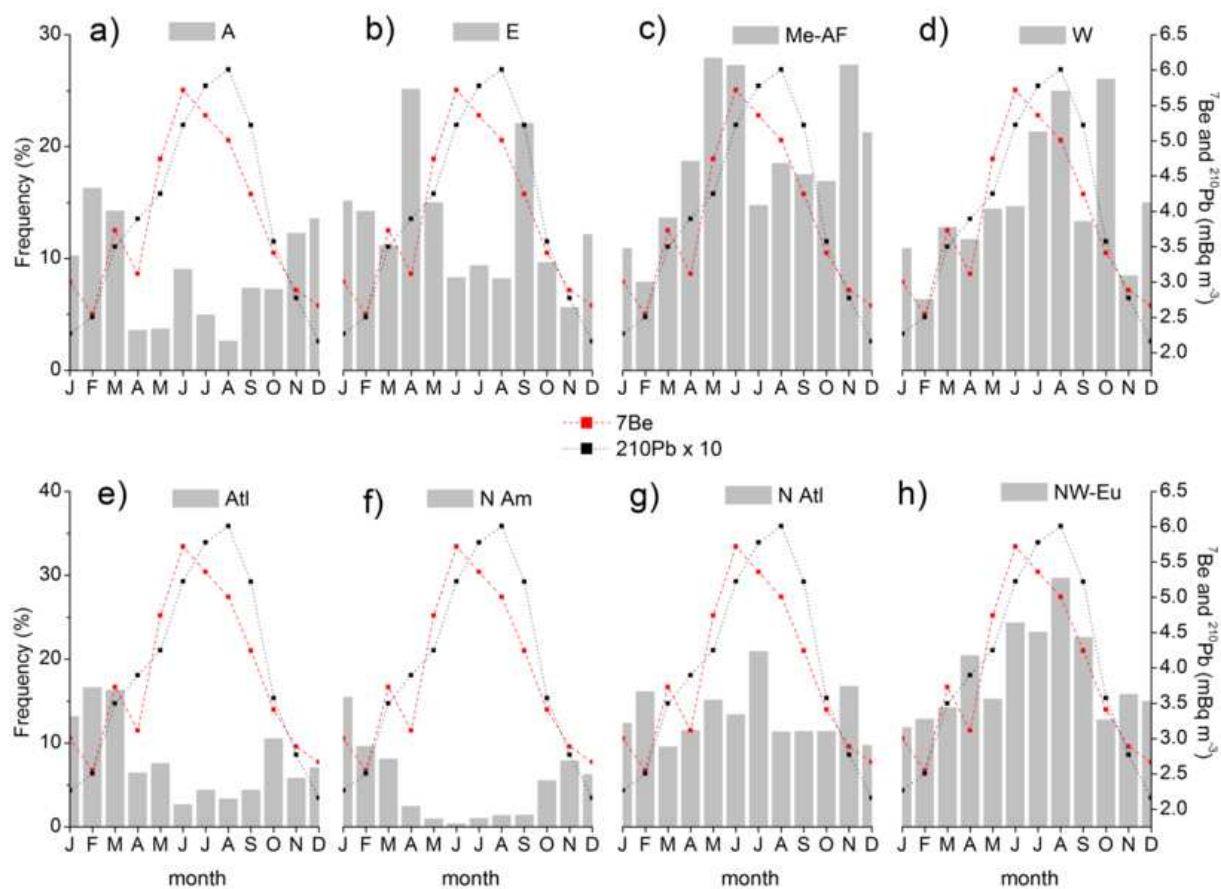 a) A
b) E
c) Me-AF
d) W
Frequency (%)
30
20
10
0
6.5
6.0
5.5
5.0
4.5
4.0
3.5
3.0
2.5
2.0
⁷Be and ²¹⁰Pb (mBq m⁻³)
J F M A M J J A S O N D
J F M A M J J A S O N D
J F M A M J J A S O N D
J F M A M J J A S O N D
7Be
210Pb x 10
e) Atl
f) N Am
g) N Atl
h) NW-Eu
Frequency (%)
40
30
20
10
0
6.5
6.0
5.5
5.0
4.5
4.0
3.5
3.0
2.5
2.0
⁷Be and ²¹⁰Pb (mBq m⁻³)
J F M A M J J A S O N D
J F M A M J J A S O N D
J F M A M J J A S O N D
J F M A M J J A S O N D
month
month
month
month